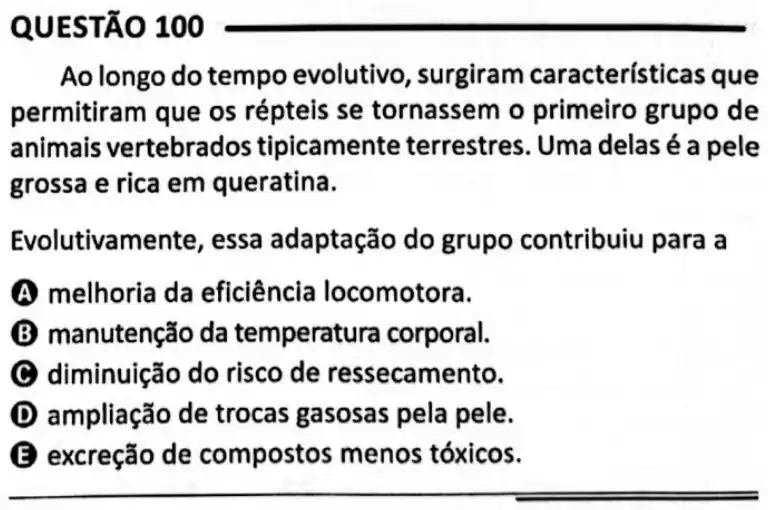 QUESTÃO 100
Ao longo do tempo evolutivo, surgiram características que
permitiram que os répteis se tornassem o primeiro grupo de
animais vertebrados tipicamente terrestres. Uma delas é a pele
grossa e rica em queratina.
Evolutivamente, essa adaptação do grupo contribuiu para a
A melhoria da eficiência locomotora.
B manutenção da temperatura corporal.
C diminuição do risco de ressecamento.
D ampliação de trocas gasosas pela pele.
E excreção de compostos menos tóxicos.